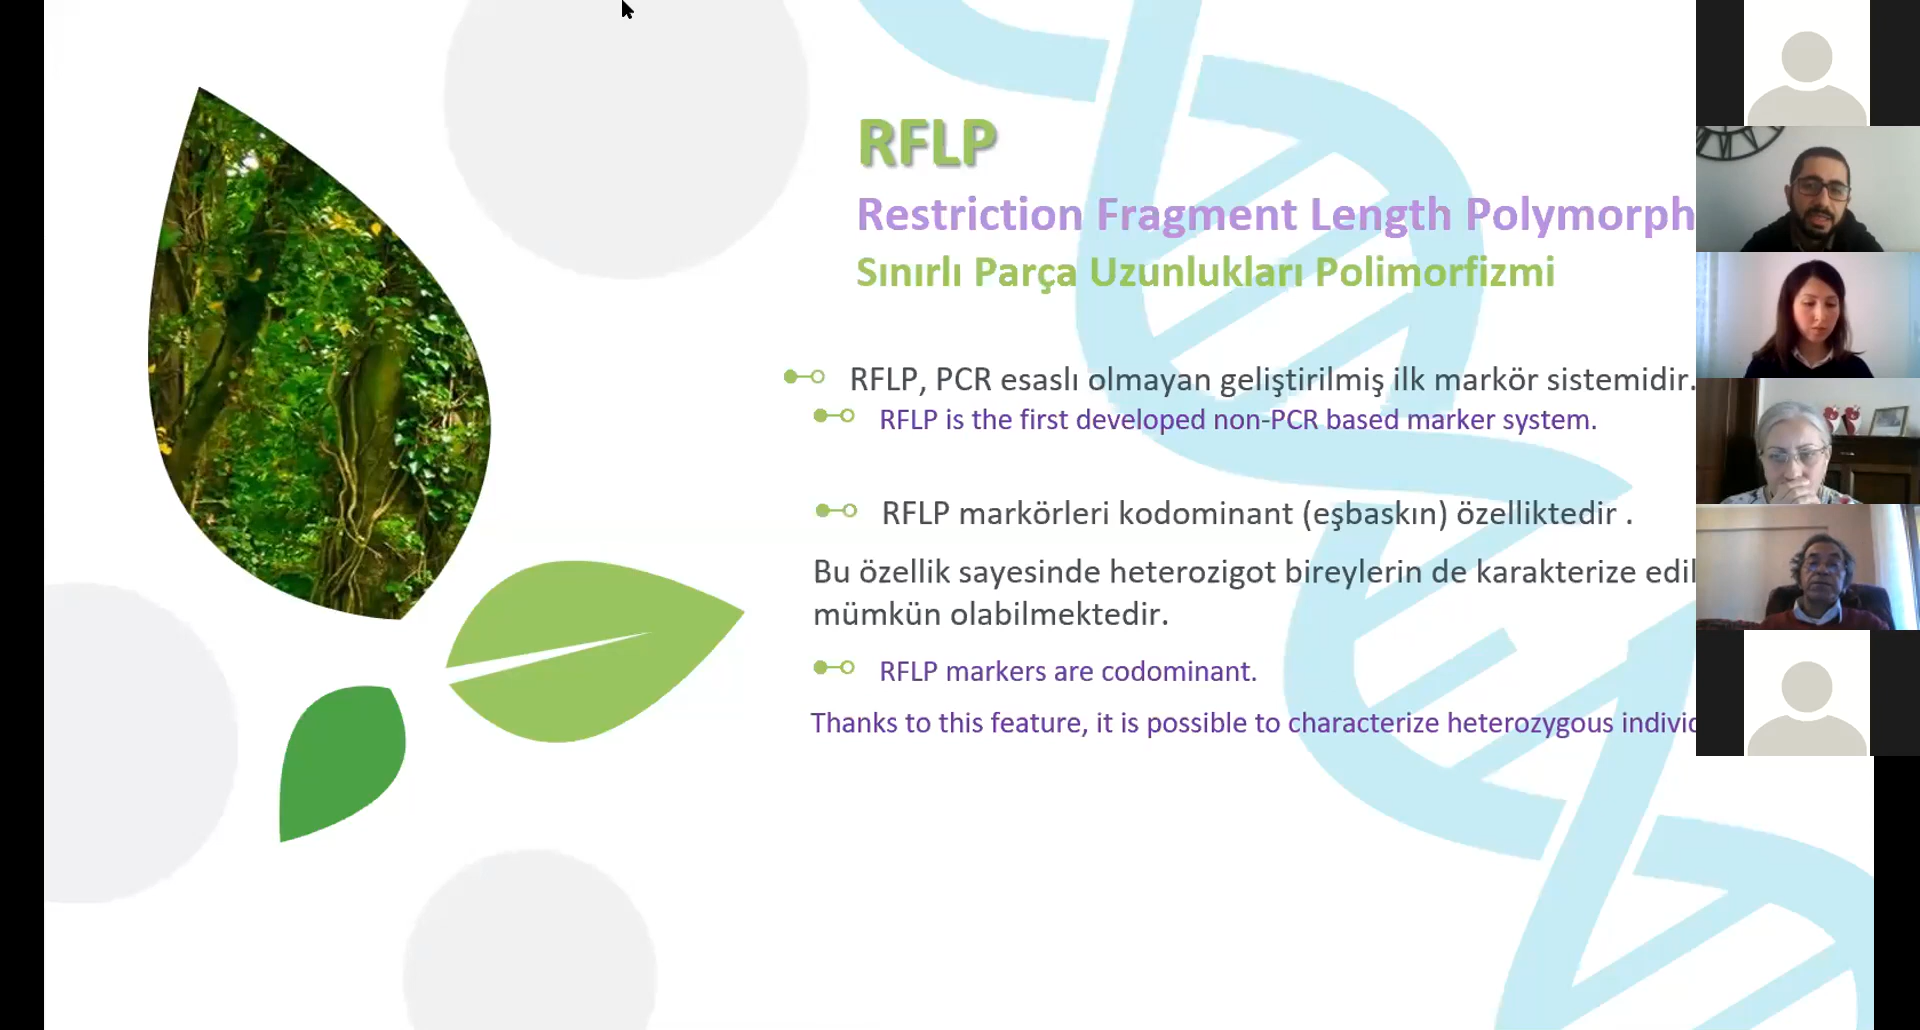 RFLP
Restriction Fragment Length Polymorph
Sınırlı Parça Uzunlukları Polimorfizmi
RFLP, PCR esaslı olmayan geliştirilmiş ilk markör sistemidir.
RFLP is the first developed non-PCR based marker system.
RFLP markörleri kodominant (eşbaskın) özelliktedir .
Bu özellik sayesinde heterozigot bireylerin de karakterize edil
mümkün olabilmektedir.
RFLP markers are codominant.
Thanks to this feature, it is possible to characterize heterozygous indivi